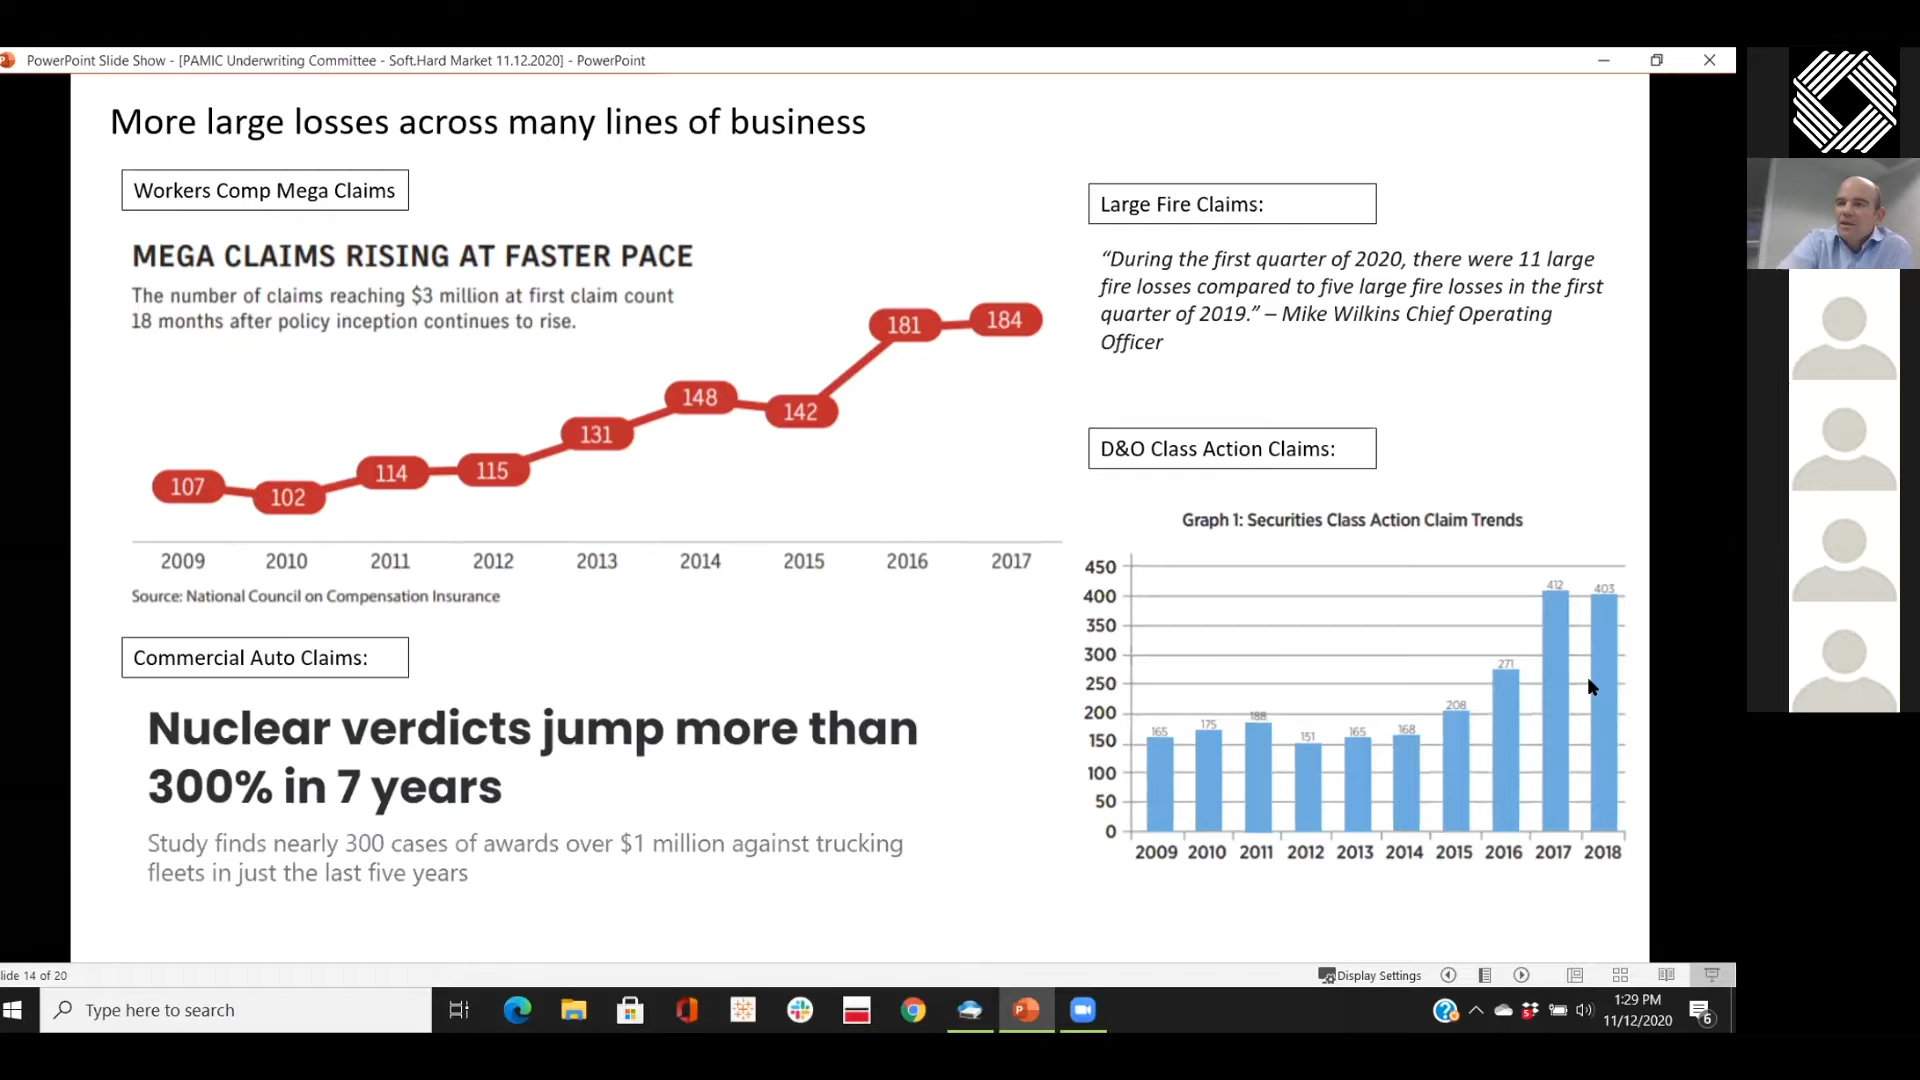 PowerPoint Slide Show - [PAMIC Underwriting Committee - Soft.Hard Market 11.12.2020] - PowerPoint
More large losses across many lines of business
Workers Comp Mega Claims
MEGA CLAIMS RISING AT FASTER PACE
The number of claims reaching $3 million at first claim count
18 months after policy inception continues to rise.
107 102 114 115 131 148 142 181 184
2009 2010 2011 2012 2013 2014 2015 2016 2017
Source: National Council on Compensation Insurance
Commercial Auto Claims:
Nuclear verdicts jump more than
300% in 7 years
Study finds nearly 300 cases of awards over $1 million against trucking
fleets in just the last five years
Large Fire Claims:
“During the first quarter of 2020, there were 11 large
fire losses compared to five large fire losses in the first
quarter of 2019.” – Mike Wilkins Chief Operating
Officer
D&O Class Action Claims:
Graph 1: Securities Class Action Claim Trends
450
400
350
300
250
200
150
100
50
0
165 175 188 151 165 168 208 271 412 403
2009 2010 2011 2012 2013 2014 2015 2016 2017 2018
lide 14 of 20
Display Settings
Type here to search
1:29 PM
11/12/2020
6